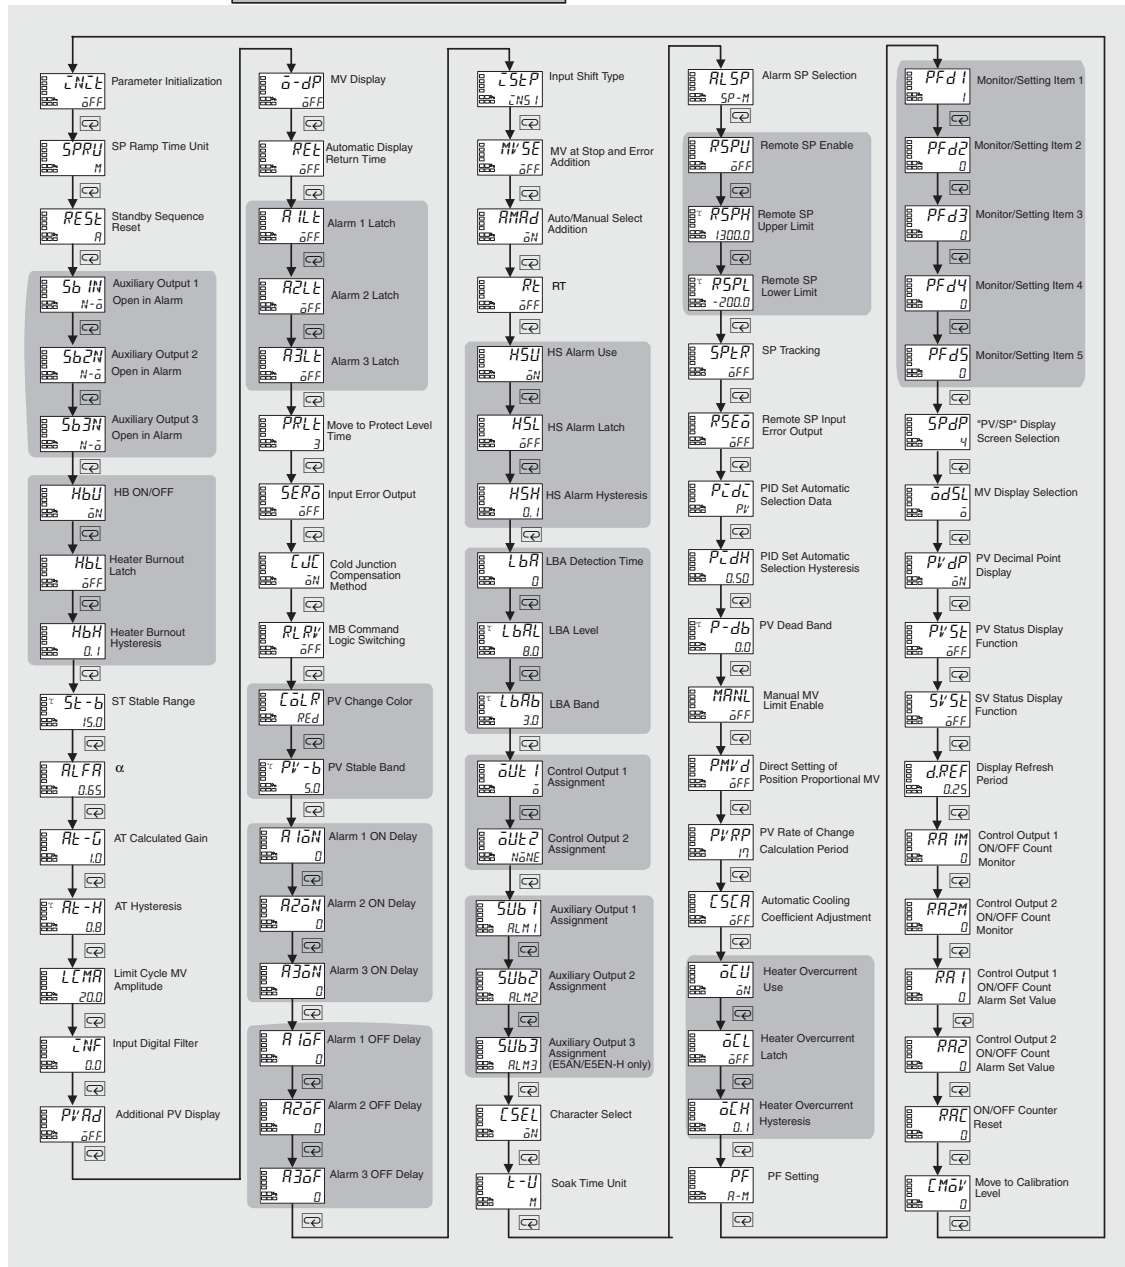 INIT
OFF
Parameter Initialization
SPRU
M
SP Ramp Time Unit
REST
A
Standby Sequence
Reset
SB1N
N-O
Auxiliary Output 1
Open in Alarm
SB2N
N-O
Auxiliary Output 2
Open in Alarm
SB3N
N-O
Auxiliary Output 3
Open in Alarm
HBU
ON
HB ON/OFF
HBL
OFF
Heater Burnout
Latch
HBH
0.1
Heater Burnout
Hysteresis
°C
ST-B
15.0
ST Stable Range
ALFA
0.65
α
AT-G
1.0
AT Calculated Gain
°C
AT-H
0.8
AT Hysteresis
LCMA
20.0
Limit Cycle MV
Amplitude
INF
0.0
Input Digital Filter
PVAD
OFF
Additional PV Display
O-DP
OFF
MV Display
RET
OFF
Automatic Display
Return Time
A1LT
OFF
Alarm 1 Latch
A2LT
OFF
Alarm 2 Latch
A3LT
OFF
Alarm 3 Latch
PRLT
3
Move to Protect Level
Time
SERO
OFF
Input Error Output
CJC
ON
Cold Junction
Compensation
Method
RLRV
OFF
MB Command
Logic Switching
COLR
RED
PV Change Color
°C
PV-B
5.0
PV Stable Band
A1ON
0
Alarm 1 ON Delay
A2ON
0
Alarm 2 ON Delay
A3ON
0
Alarm 3 ON Delay
A1OF
0
Alarm 1 OFF Delay
A2OF
0
Alarm 2 OFF Delay
A3OF
0
Alarm 3 OFF Delay
ISTP
INS1
Input Shift Type
MVSE
OFF
MV at Stop and Error
Addition
AMAD
ON
Auto/Manual Select
Addition
RT
OFF
RT
HSU
ON
HS Alarm Use
HSL
OFF
HS Alarm Latch
HSH
0.1
HS Alarm Hysteresis
LBA
0
LBA Detection Time
°C
LBAL
8.0
LBA Level
°C
LBAB
3.0
LBA Band
OUT1
O
Control Output 1
Assignment
OUT2
NONE
Control Output 2
Assignment
SUB1
ALM1
Auxiliary Output 1
Assignment
SUB2
ALM2
Auxiliary Output 2
Assignment
SUB3
ALM3
Auxiliary Output 3
Assignment
(E5AN/E5EN-H only)
CSEL
ON
Character Select
T-U
M
Soak Time Unit
ALSP
SP-M
Alarm SP Selection
RSPU
OFF
Remote SP Enable
°C
RSPH
1300.0
Remote SP
Upper Limit
°C
RSPL
-200.0
Remote SP
Lower Limit
SPTR
OFF
SP Tracking
RSEO
OFF
Remote SP Input
Error Output
PIDI
PV
PID Set Automatic
Selection Data
PIDH
0.50
PID Set Automatic
Selection Hysteresis
°C
P-DB
0.0
PV Dead Band
MANL
OFF
Manual MV
Limit Enable
PMVD
OFF
Direct Setting of
Position Proportional MV
PVRP
17
PV Rate of Change
Calculation Period
CSCA
OFF
Automatic Cooling
Coefficient Adjustment
OCU
ON
Heater Overcurrent
Use
OCL
OFF
Heater Overcurrent
Latch
OCH
0.1
Heater Overcurrent
Hysteresis
PF
A-M
PF Setting
PFD1
1
Monitor/Setting Item 1
PFD2
0
Monitor/Setting Item 2
PFD3
0
Monitor/Setting Item 3
PFD4
0
Monitor/Setting Item 4
PFD5
0
Monitor/Setting Item 5
SPDP
4
"PV/SP" Display
Screen Selection
ODSL
O
MV Display Selection
PVDP
ON
PV Decimal Point
Display
PVST
OFF
PV Status Display
Function
SVST
OFF
SV Status Display
Function
D.REF
0.25
Display Refresh
Period
RA1M
0
Control Output 1
ON/OFF Count
Monitor
RA2M
0
Control Output 2
ON/OFF Count
Monitor
RA1
0
Control Output 1
ON/OFF Count
Alarm Set Value
RA2
0
Control Output 2
ON/OFF Count
Alarm Set Value
RAC
0
ON/OFF Counter
Reset
CMOV
0
Move to Calibration
Level